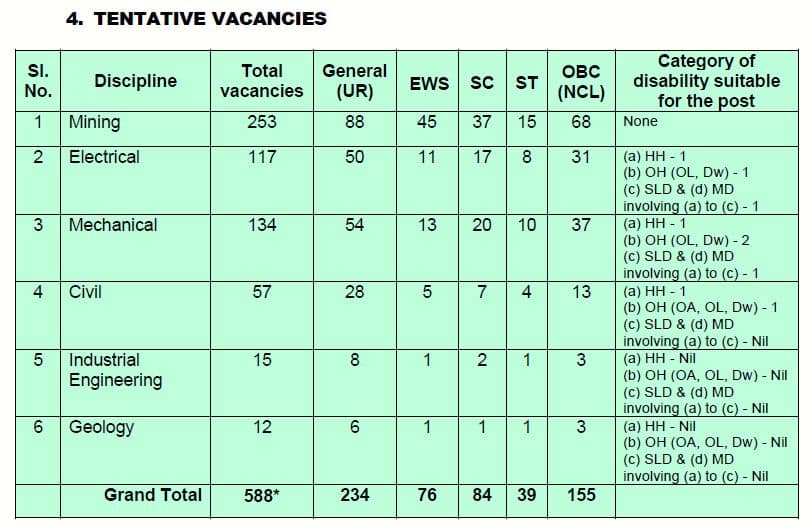 4. TENTATIVE VACANCIES
Sl. No. Discipline Total vacancies General (UR) EWS SC ST OBC (NCL) Category of disability suitable for the post
1 Mining 253 88 45 37 15 68 None
2 Electrical 117 50 11 17 8 31 (a) HH - 1
(b) OH (OL, Dw) - 1
(c) SLD & (d) MD
involving (a) to (c) - 1
3 Mechanical 134 54 13 20 10 37 (a) HH - 1
(b) OH (OL, Dw) - 2
(c) SLD & (d) MD
involving (a) to (c) - 1
4 Civil 57 28 5 7 4 13 (a) HH - 1
(b) OH (OA, OL, Dw) - 1
(c) SLD & (d) MD
involving (a) to (c) - Nil
5 Industrial Engineering 15 8 1 2 1 3 (a) HH - Nil
(b) OH (OA, OL, Dw) - Nil
(c) SLD & (d) MD
involving (a) to (c) - Nil
6 Geology 12 6 1 1 1 3 (a) HH - Nil
(b) OH (OA, OL, Dw) - Nil
(c) SLD & (d) MD
involving (a) to (c) - Nil
Grand Total 588* 234 76 84 39 155